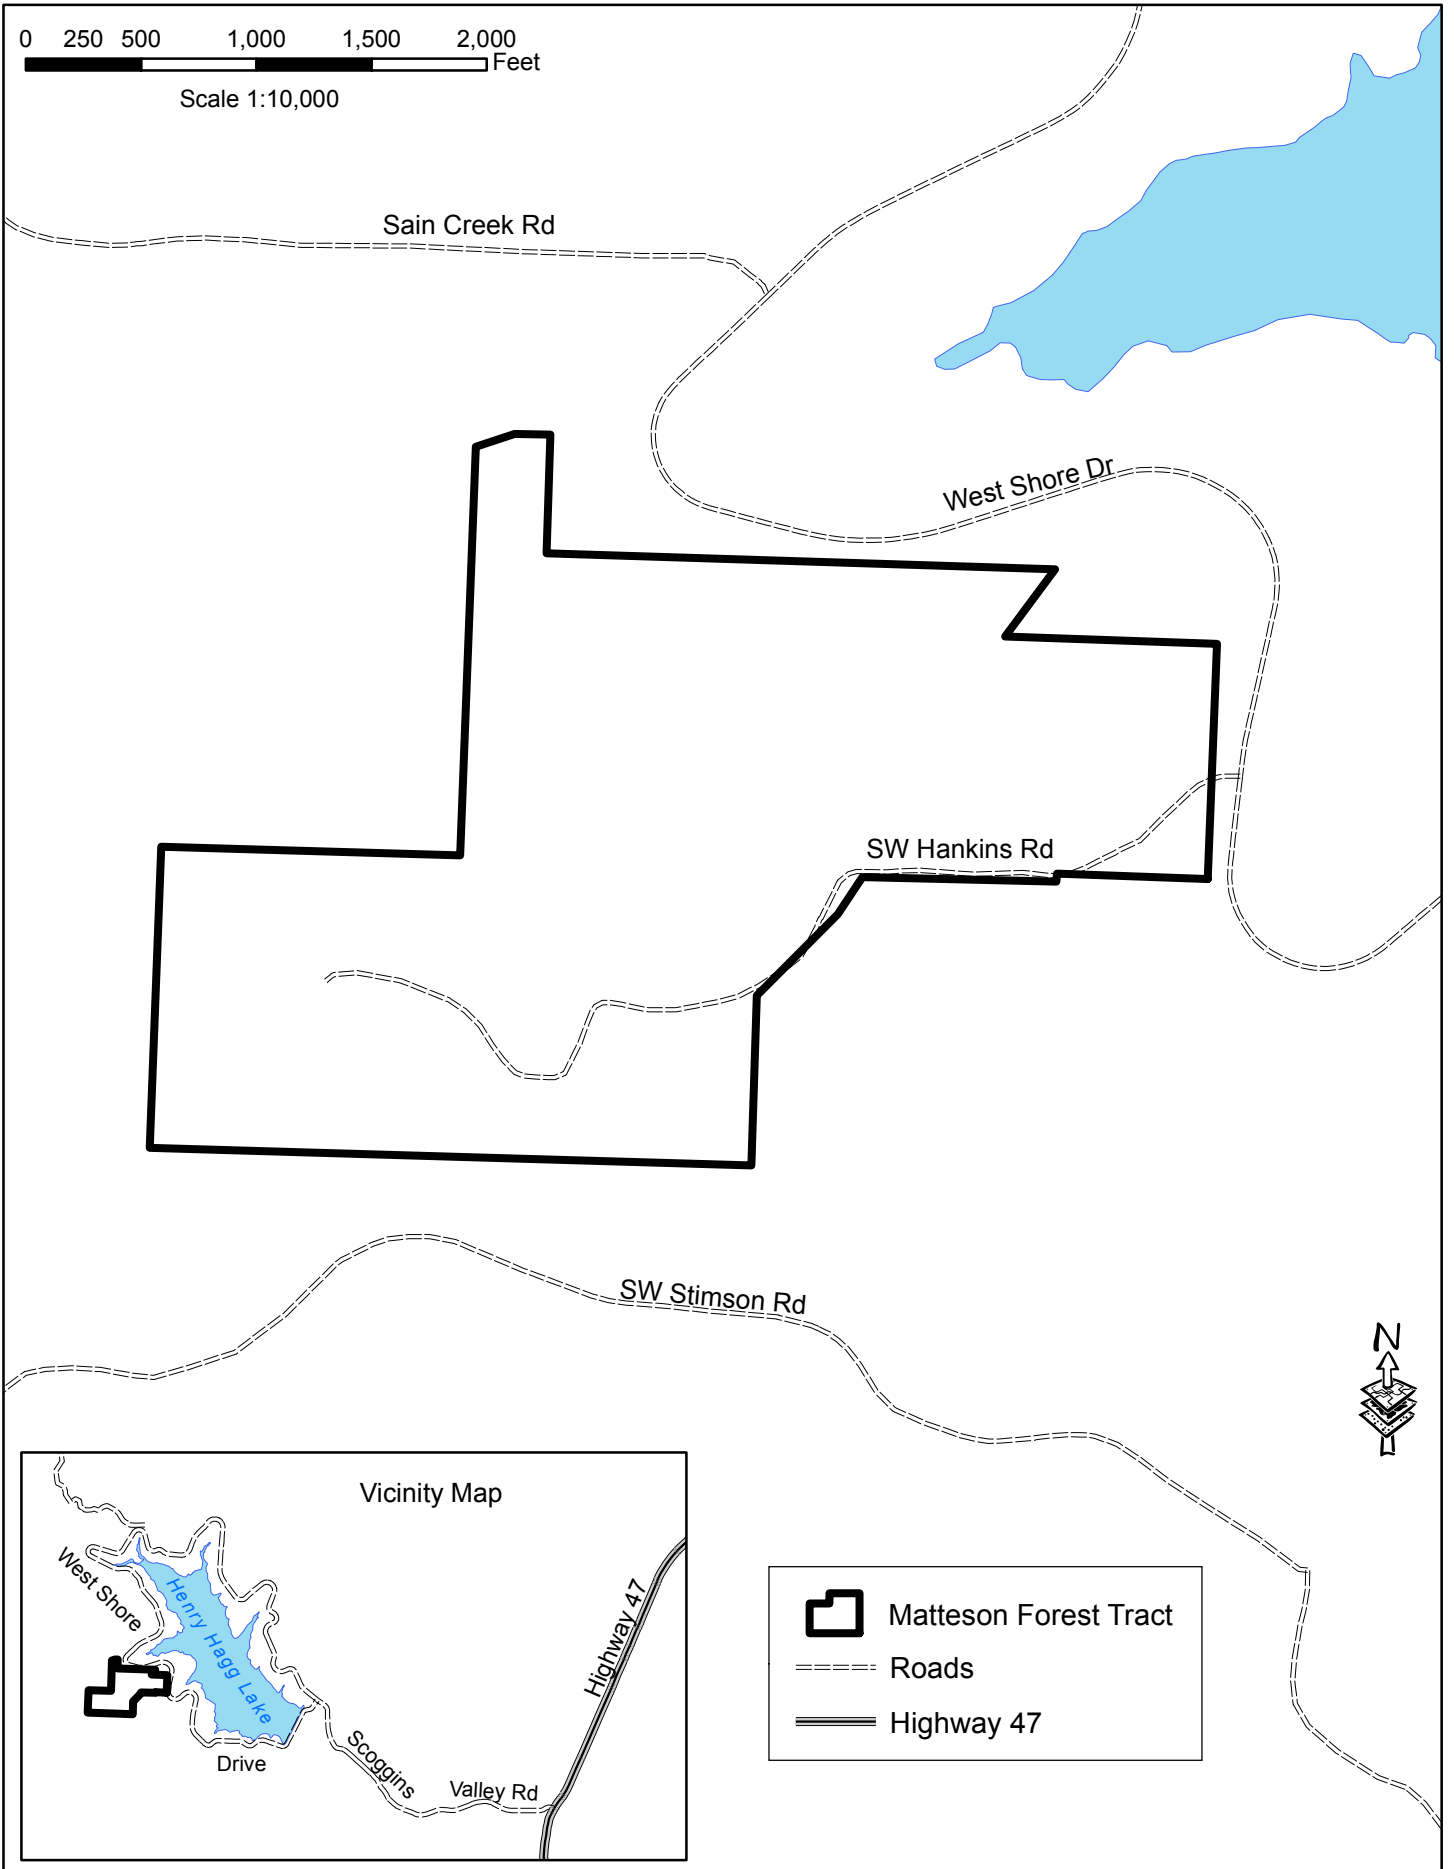 0 250 500 1,000 1,500 2,000
Feet
Scale 1:10,000
Sain Creek Rd
West Shore Dr
SW Hankins Rd
SW Stimson Rd
N
Vicinity Map
West Shore
Henry Hagg Lake
Highway 47
Drive
Scoggins
Valley Rd
Matteson Forest Tract
Roads
Highway 47